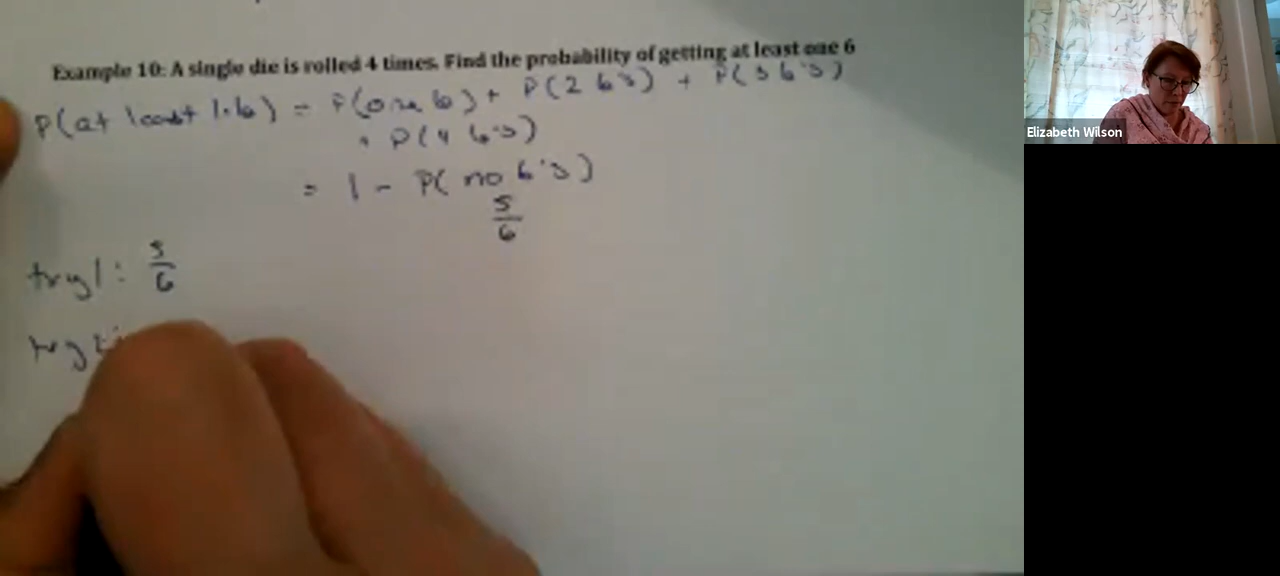 Example 10: A single die is rolled 4 times. Find the probability of getting at least one 6
P(at least 1.6) = P(one 6) + P(2 6's) + P(3 6's)
+ P(4 6's)
= 1 - P(no 6's)
5
6
try 1: 5
6
try 2:
Elizabeth Wilson